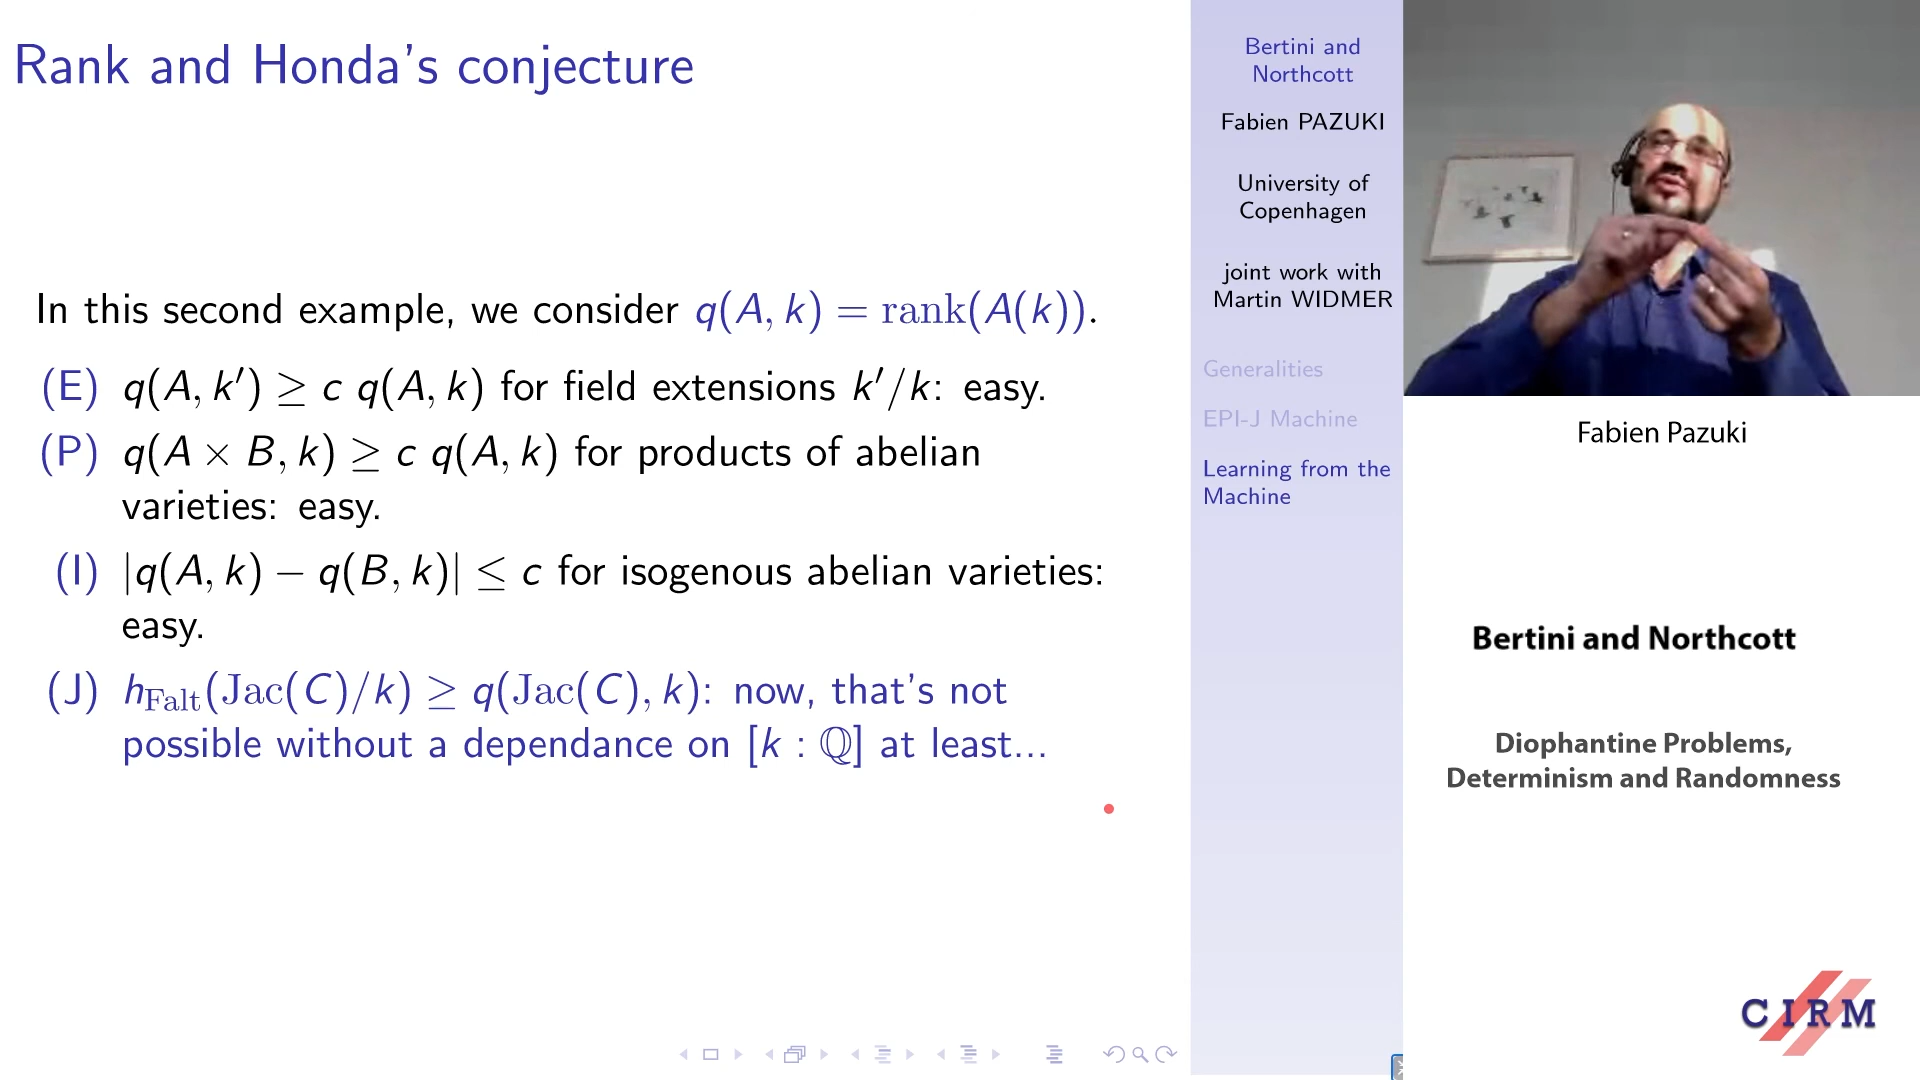 Rank and Honda's conjecture
In this second example, we consider q(A, k) = rank(A(k)).
(E) q(A, k′) ≥ c q(A, k) for field extensions k′/k: easy.
(P) q(A × B, k) ≥ c q(A, k) for products of abelian
varieties: easy.
(I) |q(A, k) − q(B, k)| ≤ c for isogenous abelian varieties:
easy.
(J) h_Falt(Jac(C)/k) ≥ q(Jac(C), k): now, that's not
possible without a dependance on [k : ℚ] at least...
Bertini and
Northcott
Fabien PAZUKI
University of
Copenhagen
joint work with
Martin WIDMER
Generalities
EPI-J Machine
Learning from the
Machine
Fabien Pazuki
Bertini and Northcott
Diophantine Problems,
Determinism and Randomness
CIRM